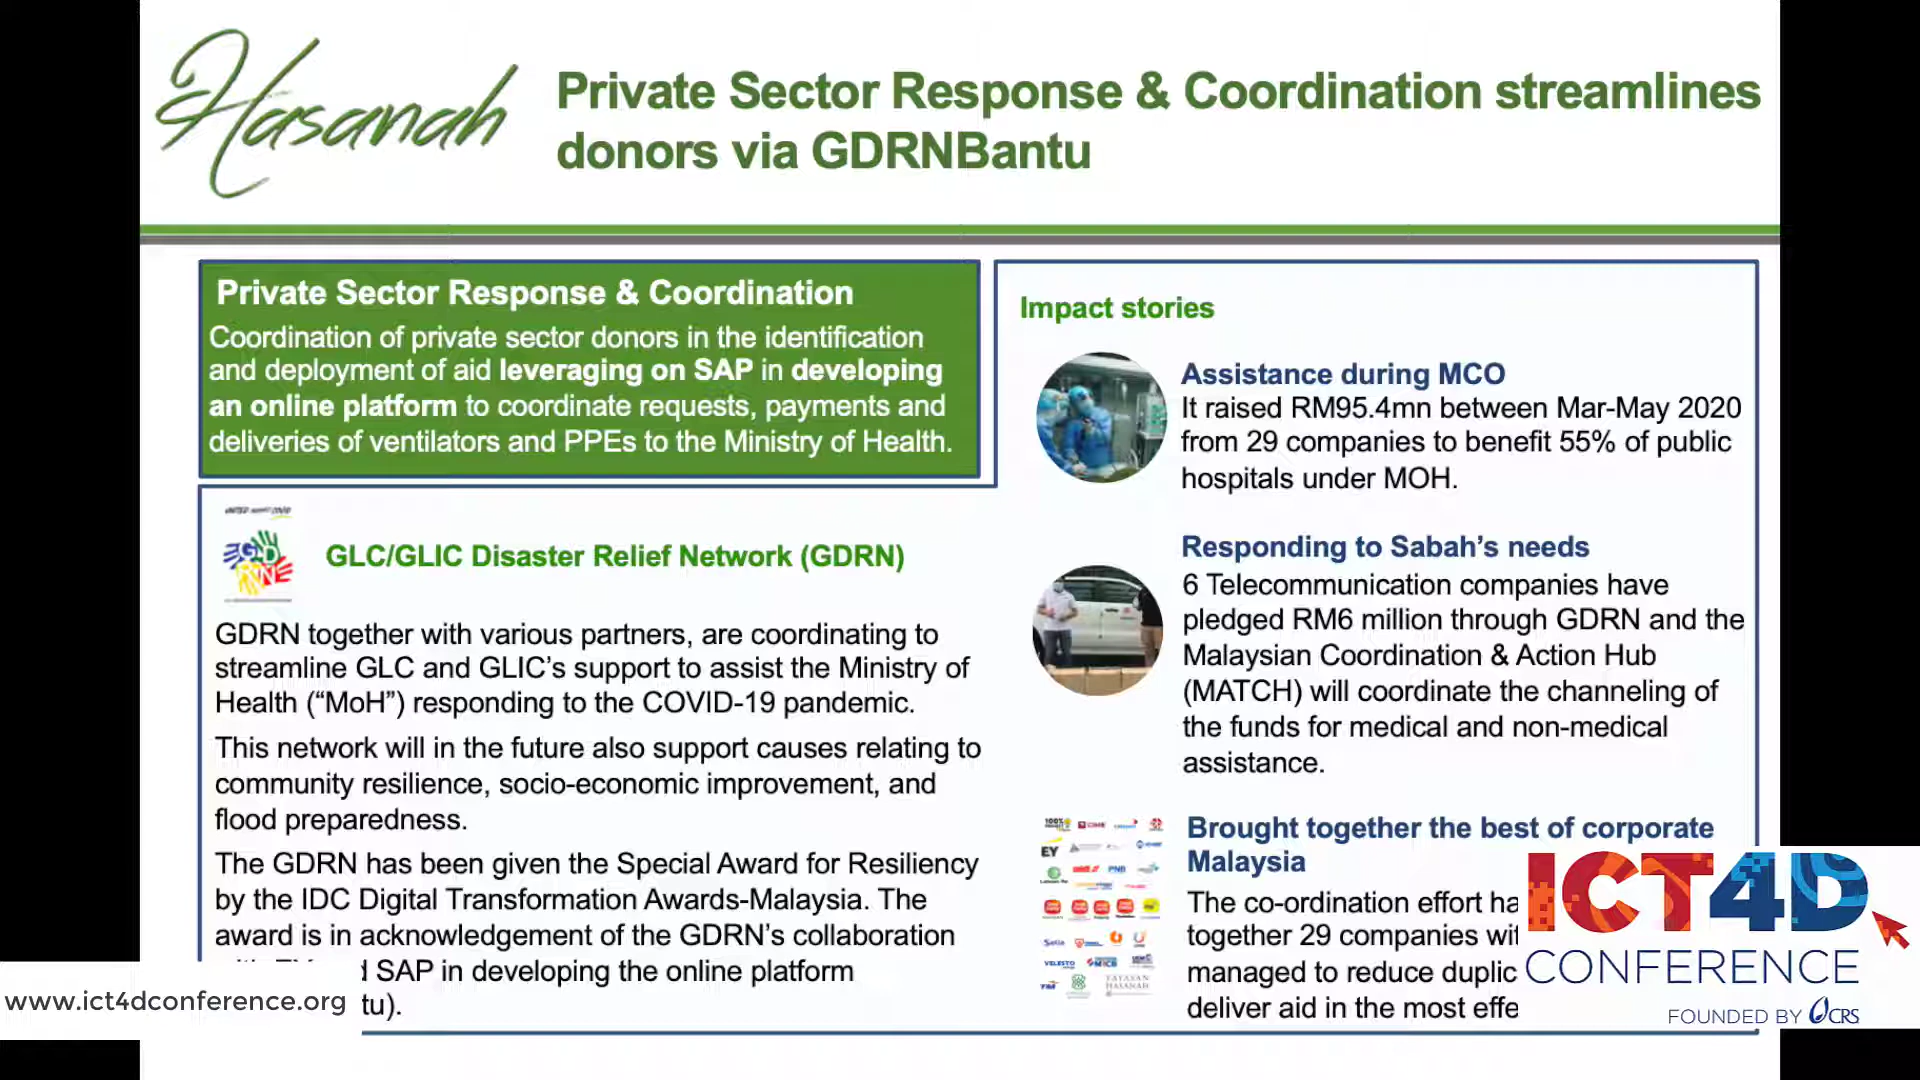 Hasanah
Private Sector Response & Coordination streamlines
donors via GDRNBantu
Private Sector Response & Coordination
Coordination of private sector donors in the identification
and deployment of aid leveraging on SAP in developing
an online platform to coordinate requests, payments and
deliveries of ventilators and PPEs to the Ministry of Health.
GLC/GLIC Disaster Relief Network (GDRN)
GDRN together with various partners, are coordinating to
streamline GLC and GLIC's support to assist the Ministry of
Health (“MoH”) responding to the COVID-19 pandemic.
This network will in the future also support causes relating to
community resilience, socio-economic improvement, and
flood preparedness.
The GDRN has been given the Special Award for Resiliency
by the IDC Digital Transformation Awards-Malaysia. The
award is in acknowledgement of the GDRN's collaboration
SAP in developing the online platform
tu).
Impact stories
Assistance during MCO
It raised RM95.4mn between Mar-May 2020
from 29 companies to benefit 55% of public
hospitals under MOH.
Responding to Sabah's needs
6 Telecommunication companies have
pledged RM6 million through GDRN and the
Malaysian Coordination & Action Hub
(MATCH) will coordinate the channeling of
the funds for medical and non-medical
assistance.
EY
PNB
VELESTO
YAYASAN
HASANAH
Brought together the best of corporate
Malaysia
The co-ordination effort ha
together 29 companies wit
managed to reduce duplic
deliver aid in the most effe
www.ict4dconference.org
ICT4D
CONFERENCE
FOUNDED BY CRS